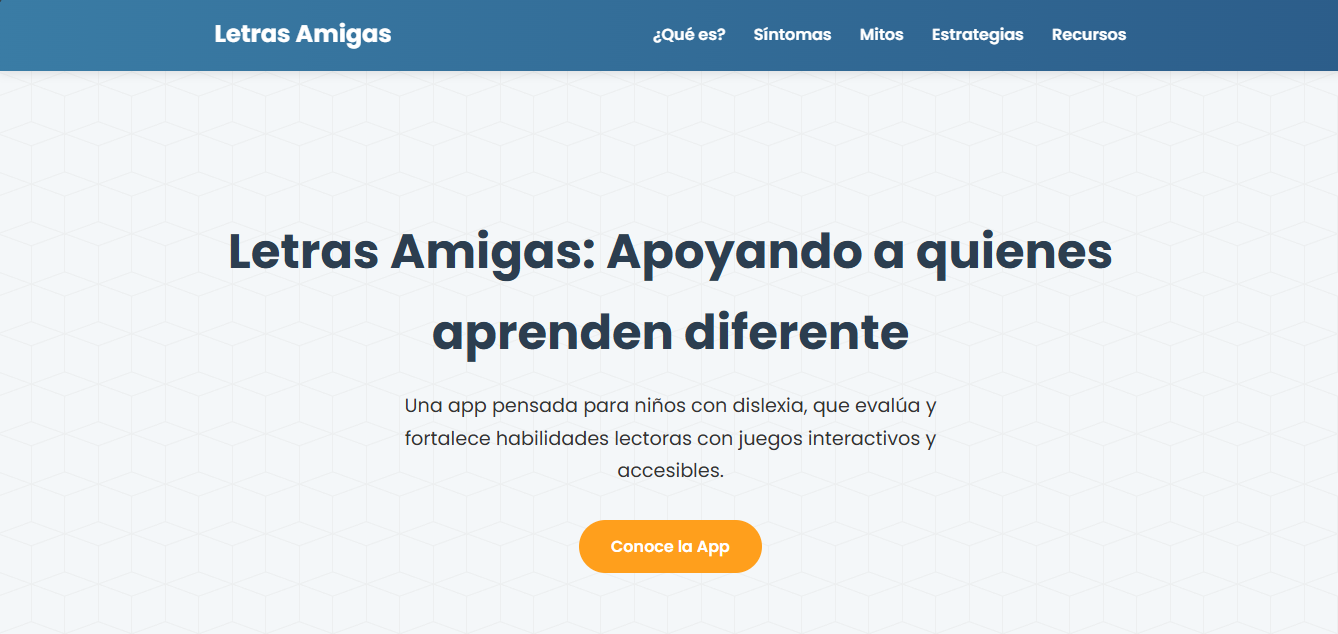 Letras Amigas
¿Qué es? Síntomas Mitos Estrategias Recursos
Letras Amigas: Apoyando a quienes
aprenden diferente
Una app pensada para niños con dislexia, que evalúa y
fortalece habilidades lectoras con juegos interactivos y
accesibles.
Conoce la App